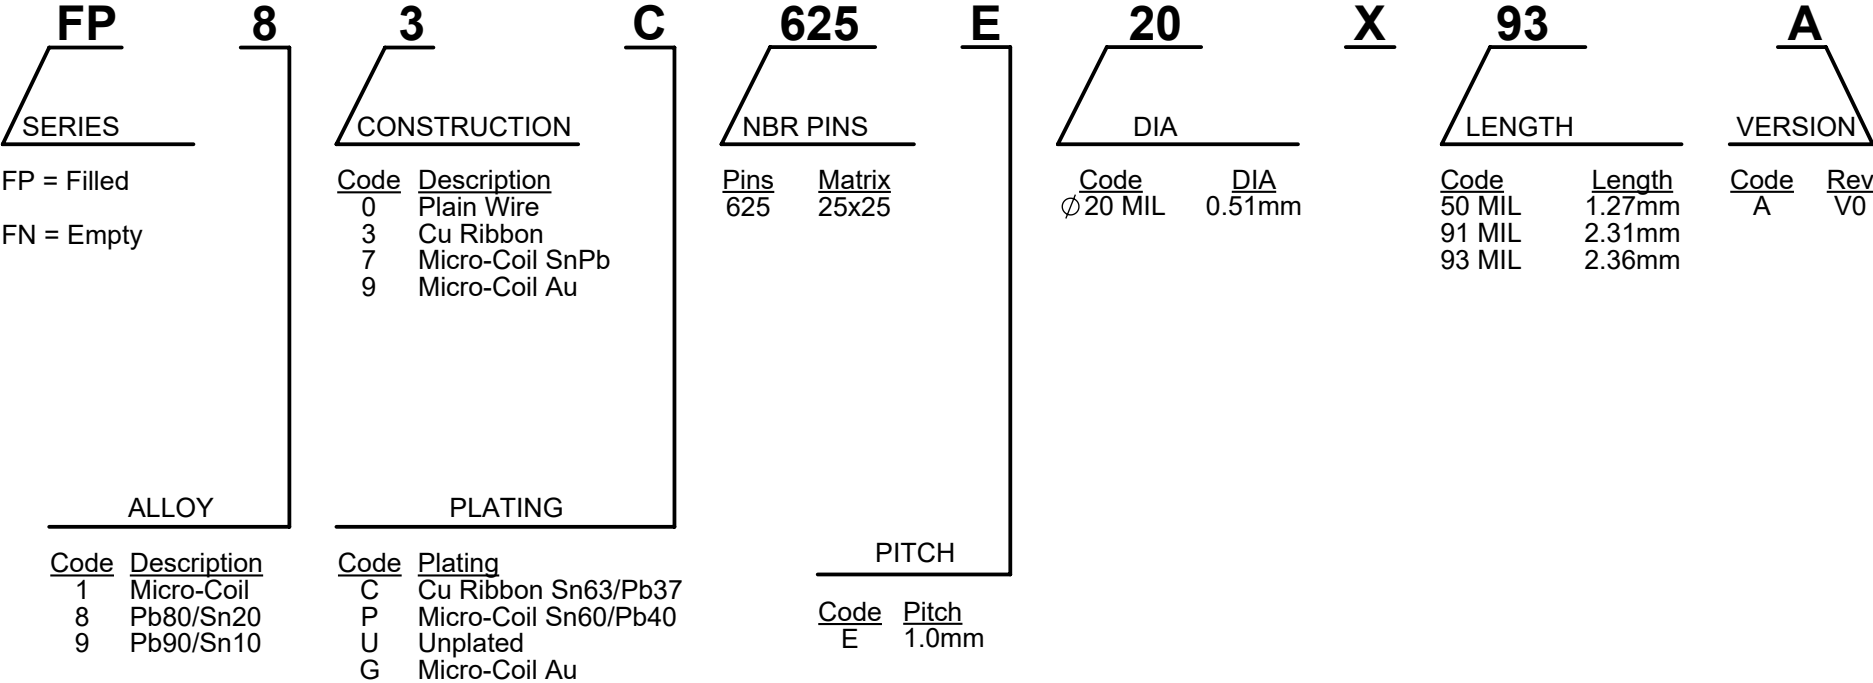 FP 8 3 C 625 E 20 X 93 A
SERIES
FP = Filled
FN = Empty
CONSTRUCTION
Code Description
0 Plain Wire
3 Cu Ribbon
7 Micro-Coil SnPb
9 Micro-Coil Au
NBR PINS
Pins Matrix
625 25x25
DIA
Code DIA
∅20 MIL 0.51mm
LENGTH
Code Length
50 MIL 1.27mm
91 MIL 2.31mm
93 MIL 2.36mm
VERSION
Code Rev
A V0
ALLOY
Code Description
1 Micro-Coil
8 Pb80/Sn20
9 Pb90/Sn10
PLATING
Code Plating
C Cu Ribbon Sn63/Pb37
P Micro-Coil Sn60/Pb40
U Unplated
G Micro-Coil Au
PITCH
Code Pitch
E 1.0mm